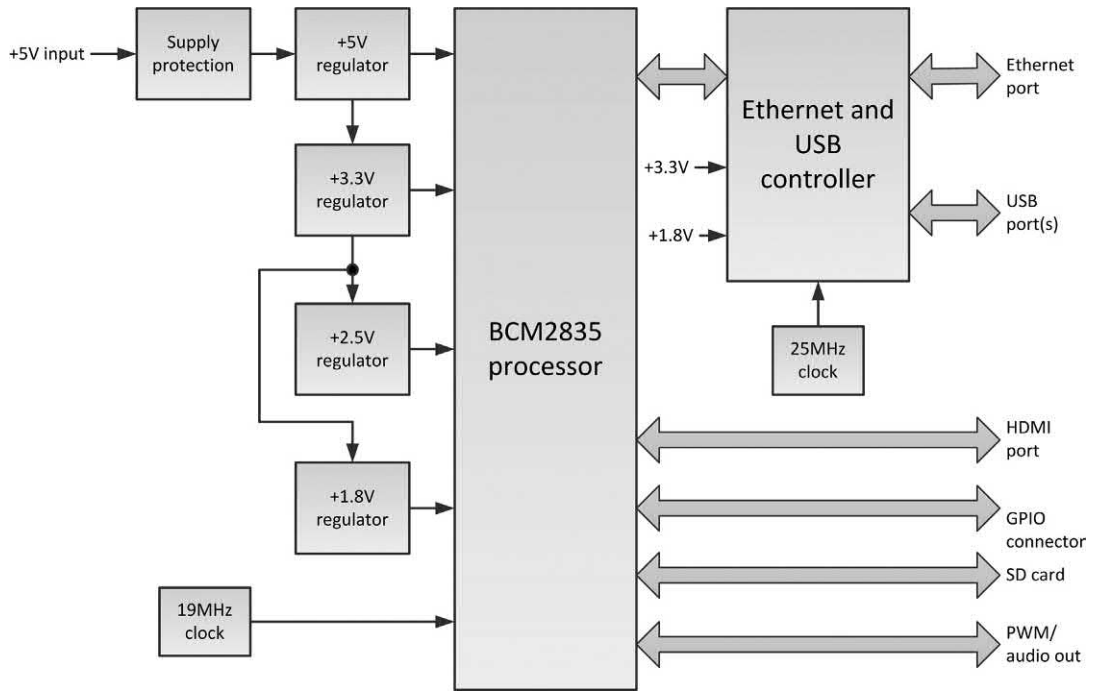 +5V input
Supply
protection
+5V
regulator
+3.3V
regulator
+2.5V
regulator
+1.8V
regulator
19MHz
clock
BCM2835
processor
Ethernet and
USB
controller
+3.3V
+1.8V
25MHz
clock
Ethernet
port
USB
port(s)
HDMI
port
GPIO
connector
SD card
PWM/
audio out